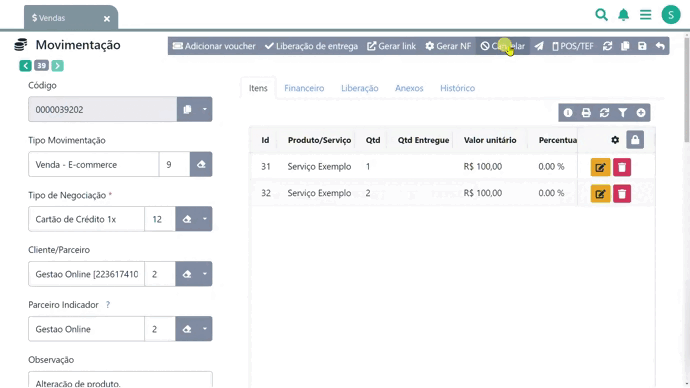 Vendas ×
S
Movimentação
Adicionar voucher Liberação de entrega Gerar link Gerar NF Cancelar POS/TEF
39
Código
0000039202
Tipo Movimentação
Venda - E-commerce 9
Tipo de Negociação *
Cartão de Crédito 1x 12
Cliente/Parceiro
Gestao Online [223617410 2
Parceiro Indicador ?
Gestao Online 2
Observação
Alteração de produto.
Itens Financeiro Liberação Anexos Histórico
Id Produto/Serviço Qtd Qtd Entregue Valor unitário Percentua
31 Serviço Exemplo 1 R$ 100,00 0.00 %
32 Serviço Exemplo 2 R$ 100,00 0.00 %